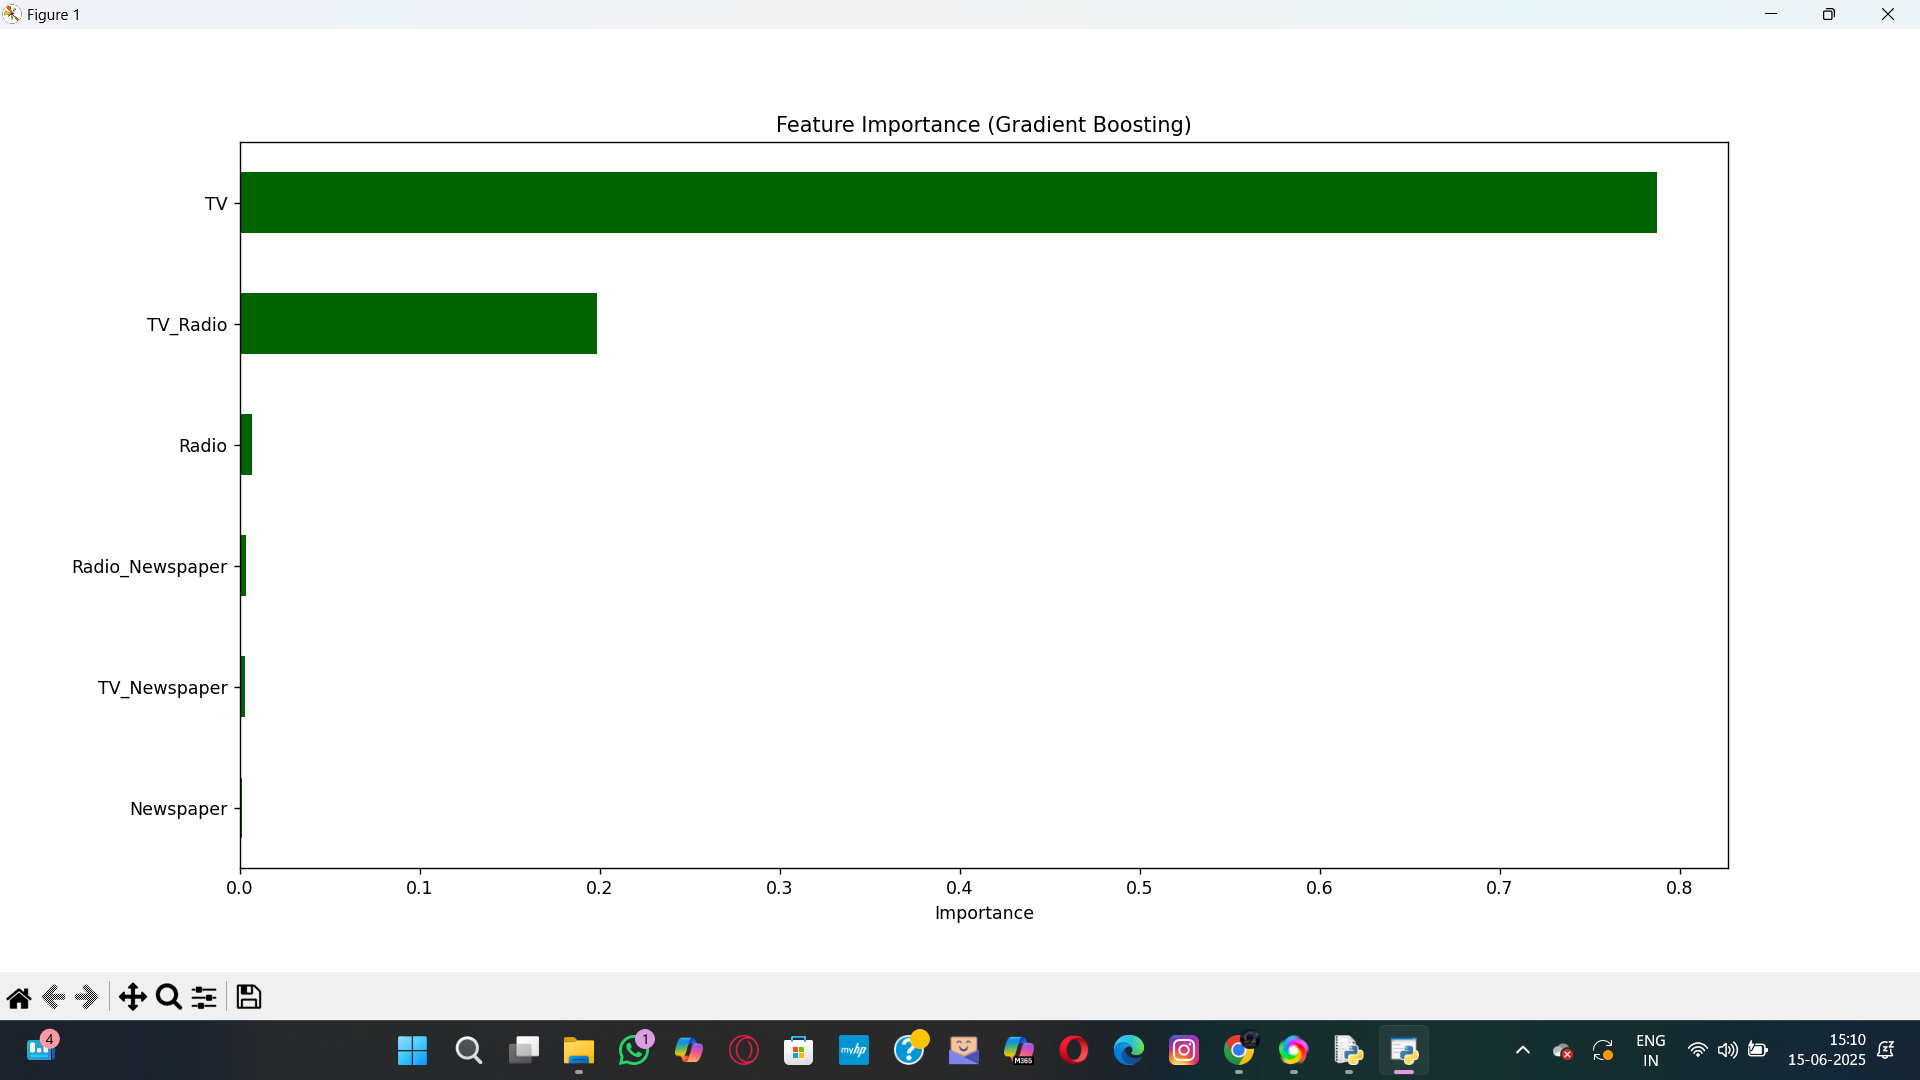 Figure 1
Feature Importance (Gradient Boosting)
TV
TV_Radio
Radio
Radio_Newspaper
TV_Newspaper
Newspaper
0.0 0.1 0.2 0.3 0.4 0.5 0.6 0.7 0.8
Importance
4
1
myhp
?
M365
ENG
IN
15:10
15-06-2025